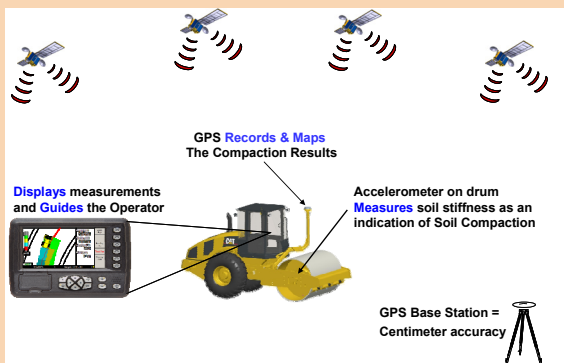 GPS Records & Maps
The Compaction Results
Displays measurements
and Guides the Operator
Accelerometer on drum
Measures soil stiffness as an
indication of Soil Compaction
CAT
GPS Base Station =
Centimeter accuracy